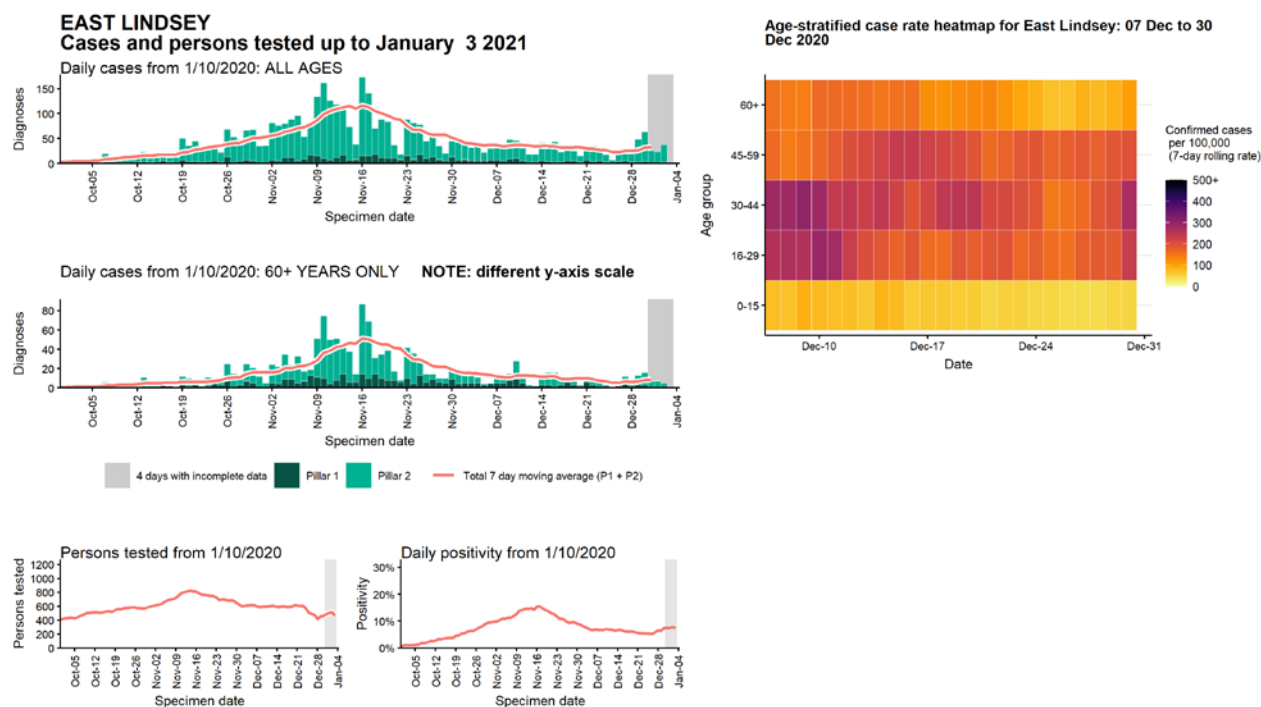 EAST LINDSEY
Cases and persons tested up to January 3 2021
Daily cases from 1/10/2020: ALL AGES
Diagnoses
150
100
50
0
Oct-05
Oct-12
Oct-19
Oct-26
Nov-02
Nov-09
Nov-16
Nov-23
Nov-30
Dec-07
Dec-14
Dec-21
Dec-28
Jan-04
Specimen date
Daily cases from 1/10/2020: 60+ YEARS ONLY NOTE: different y-axis scale
Diagnoses
80
60
40
20
0
Oct-05
Oct-12
Oct-19
Oct-26
Nov-02
Nov-09
Nov-16
Nov-23
Nov-30
Dec-07
Dec-14
Dec-21
Dec-28
Jan-04
Specimen date
4 days with incomplete data Pillar 1 Pillar 2 Total 7 day moving average (P1 + P2)
Persons tested from 1/10/2020
Persons tested
1200
1000
800
600
400
200
0
Oct-05
Oct-12
Oct-19
Oct-26
Nov-02
Nov-09
Nov-16
Nov-23
Nov-30
Dec-07
Dec-14
Dec-21
Dec-28
Jan-04
Specimen date
Daily positivity from 1/10/2020
Positivity
30%
20%
10%
0%
Oct-05
Oct-12
Oct-19
Oct-26
Nov-02
Nov-09
Nov-16
Nov-23
Nov-30
Dec-07
Dec-14
Dec-21
Dec-28
Jan-04
Specimen date
Age-stratified case rate heatmap for East Lindsey: 07 Dec to 30
Dec 2020
Age group
60+
45-59
30-44
16-29
0-15
Dec-10 Dec-17 Dec-24 Dec-31
Date
Confirmed cases
per 100,000
(7-day rolling rate)
500+
400
300
200
100
0